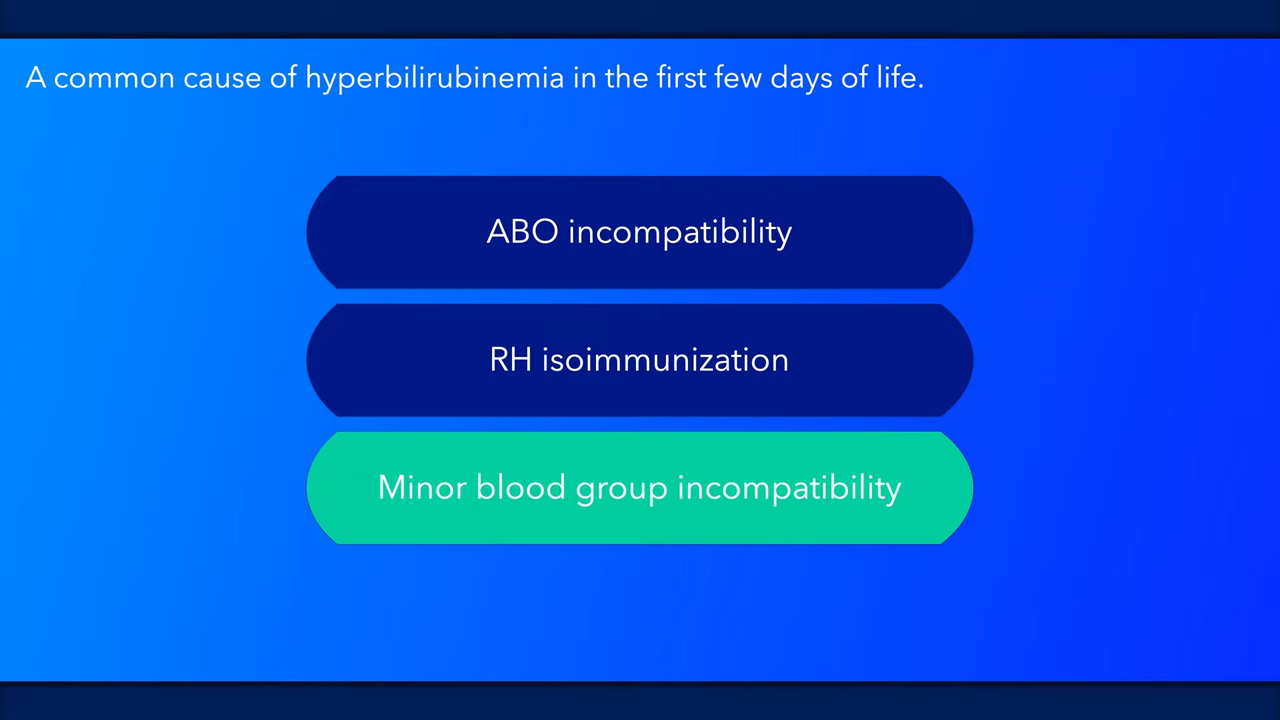 A common cause of hyperbilirubinemia in the first few days of life.
ABO incompatibility
RH isoimmunization
Minor blood group incompatibility